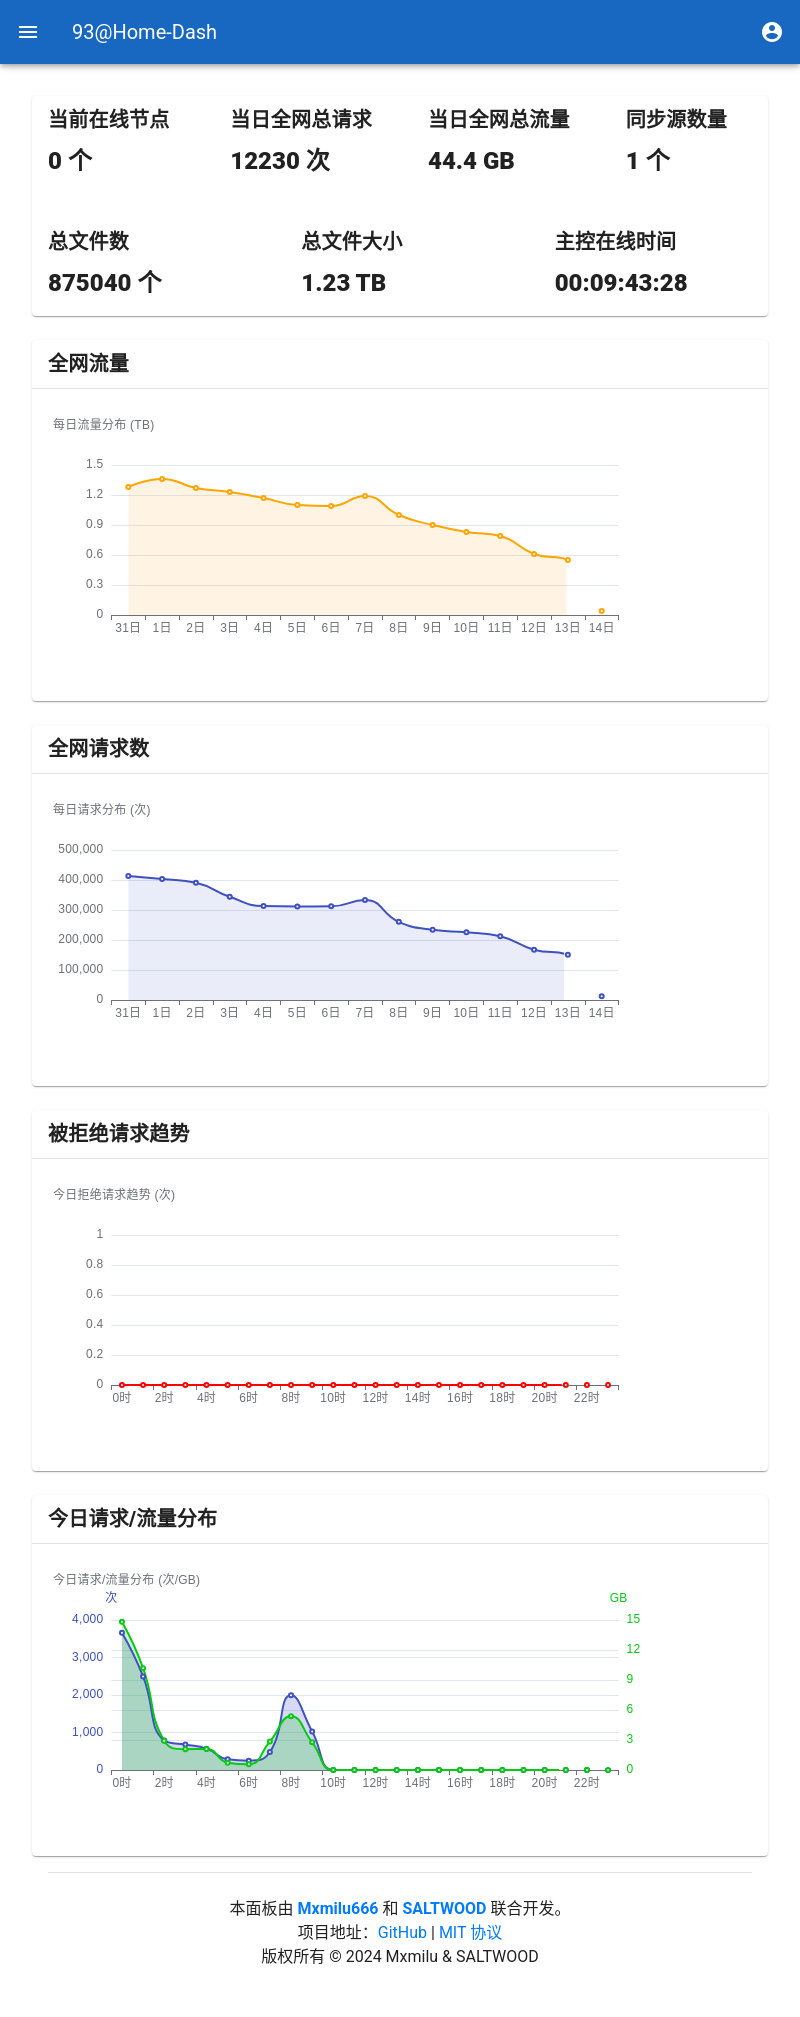 93@Home-Dash
当前在线节点 当日全网总请求 当日全网总流量 同步源数量
0 个 12230 次 44.4 GB 1 个
总文件数 总文件大小 主控在线时间
875040 个 1.23 TB 00:09:43:28
全网流量
每日流量分布 (TB)
1.5
1.2
0.9
0.6
0.3
0
31日 1日 2日 3日 4日 5日 6日 7日 8日 9日 10日 11日 12日 13日 14日
全网请求数
每日请求分布 (次)
500,000
400,000
300,000
200,000
100,000
0
31日 1日 2日 3日 4日 5日 6日 7日 8日 9日 10日 11日 12日 13日 14日
被拒绝请求趋势
今日拒绝请求趋势 (次)
1
0.8
0.6
0.4
0.2
0
0时 2时 4时 6时 8时 10时 12时 14时 16时 18时 20时 22时
今日请求/流量分布
今日请求/流量分布 (次/GB)
次 GB
4,000 15
12
3,000
9
2,000
6
1,000
3
0 0
0时 2时 4时 6时 8时 10时 12时 14时 16时 18时 20时 22时
本面板由 Mxmilu666 和 SALTWOOD 联合开发。
项目地址：GitHub | MIT 协议
版权所有 © 2024 Mxmilu & SALTWOOD